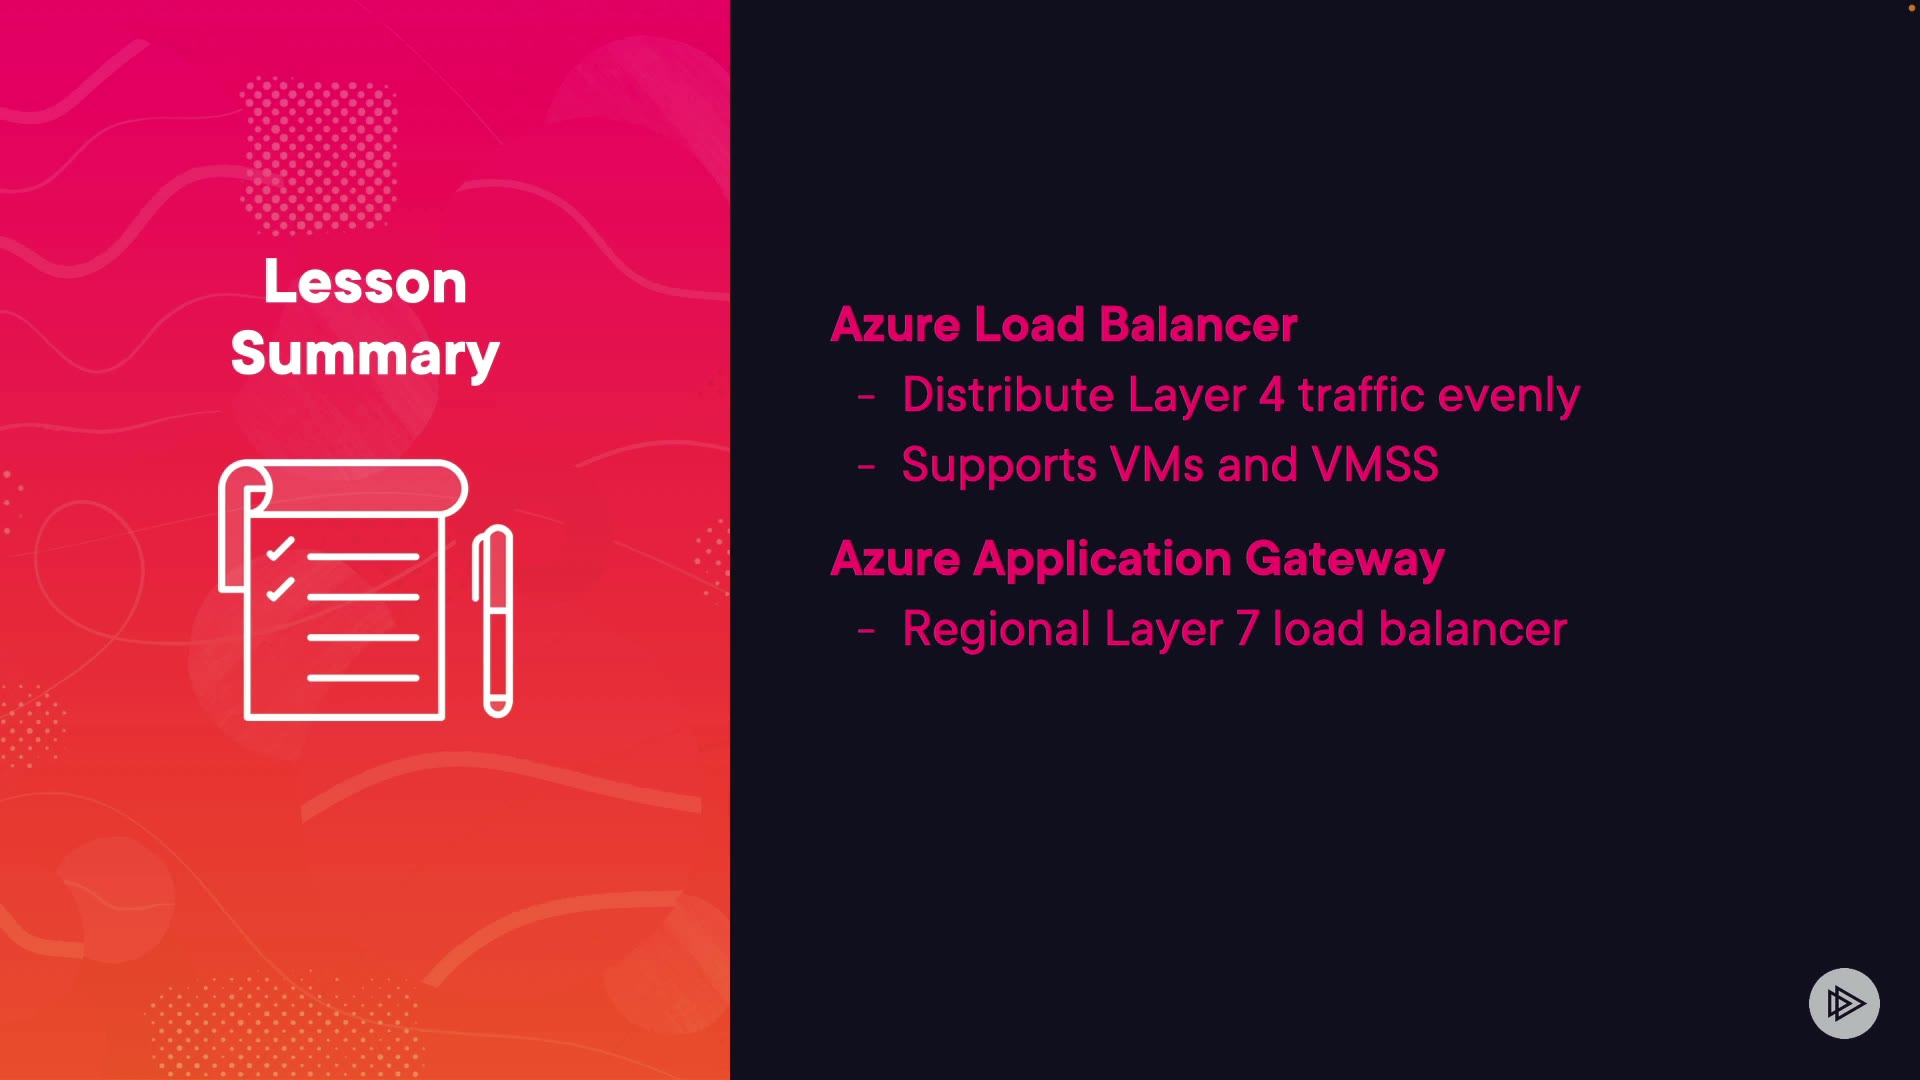 Lesson
Summary
Azure Load Balancer
- Distribute Layer 4 traffic evenly
- Supports VMs and VMSS
Azure Application Gateway
- Regional Layer 7 load balancer